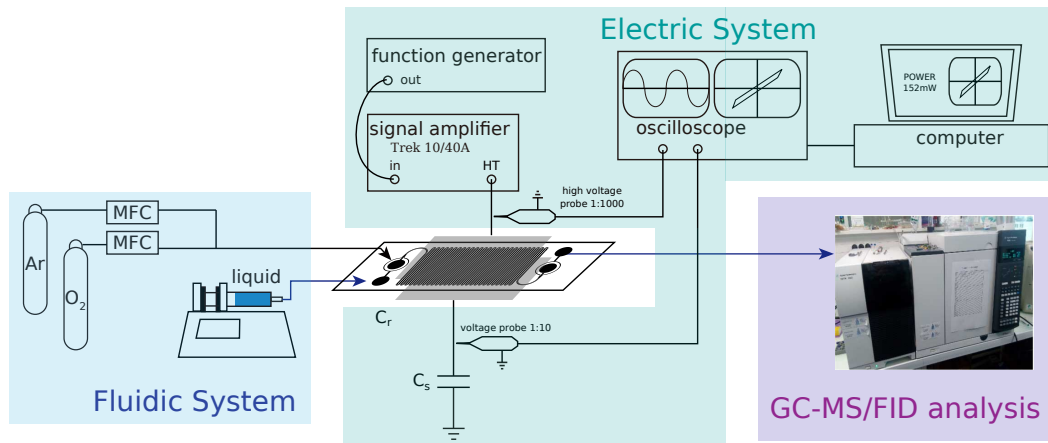 Electric System
function generator
out
signal amplifier
Trek 10/40A
in
HT
oscilloscope
POWER
152mW
computer
high voltage
probe 1:1000
MFC
MFC
Ar
O2
liquid
Cr
voltage probe 1:10
Cs
Fluidic System
GC-MS/FID analysis